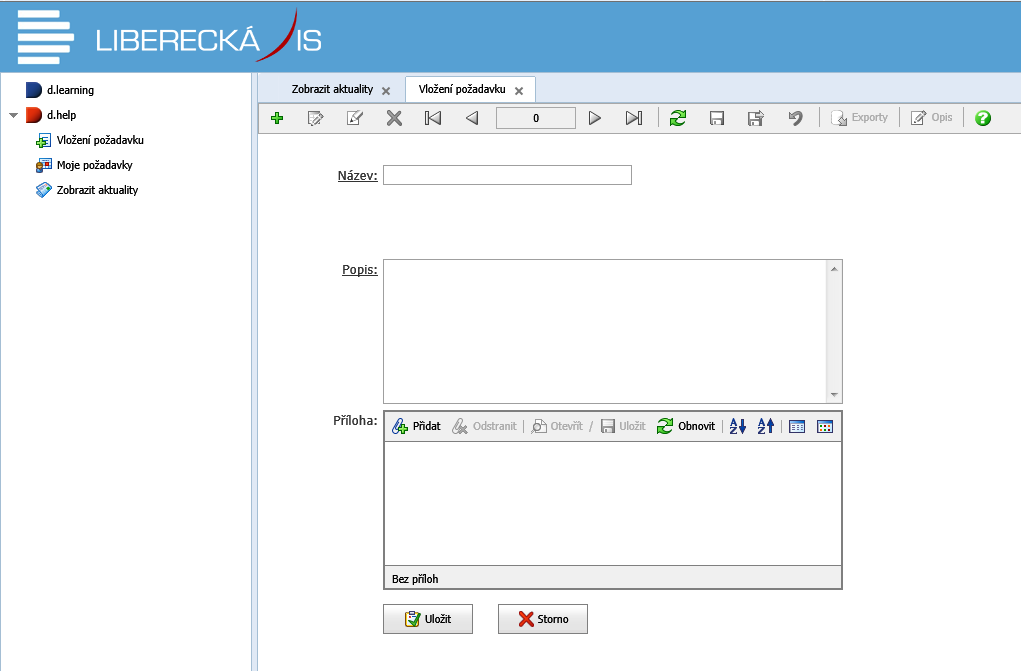 LIBERECKÁ IS
d.learning
d.help
Vložení požadavku
Moje požadavky
Zobrazit aktuality
Zobrazit aktuality
Vložení požadavku
0
Exporty
Opis
Název:
Popis:
Příloha:
Přidat
Odstranit
Otevřít /
Uložit
Obnovit
Bez příloh
Uložit
Storno